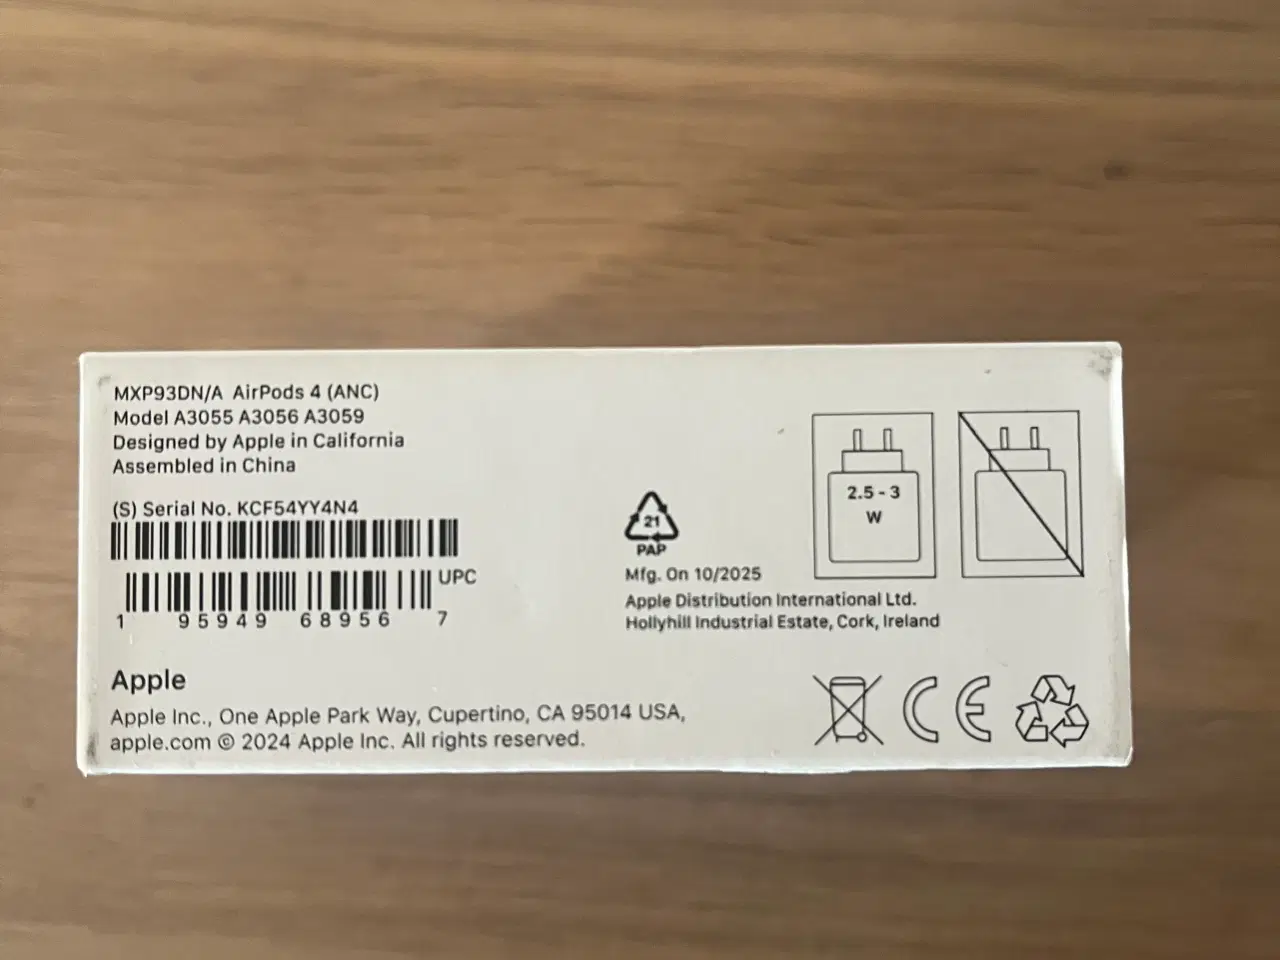 MXP93DN/A AirPods 4 (ANC)
Model A3055 A3056 A3059
Designed by Apple in California
Assembled in China
(S) Serial No. KCF54YY4N4
UPC
1 95949 68956 7
Apple
Apple Inc., One Apple Park Way, Cupertino, CA 95014 USA,
apple.com © 2024 Apple Inc. All rights reserved.
21
PAP
Mfg. On 10/2025
Apple Distribution International Ltd.
Hollyhill Industrial Estate, Cork, Ireland
2.5 - 3
W
CE